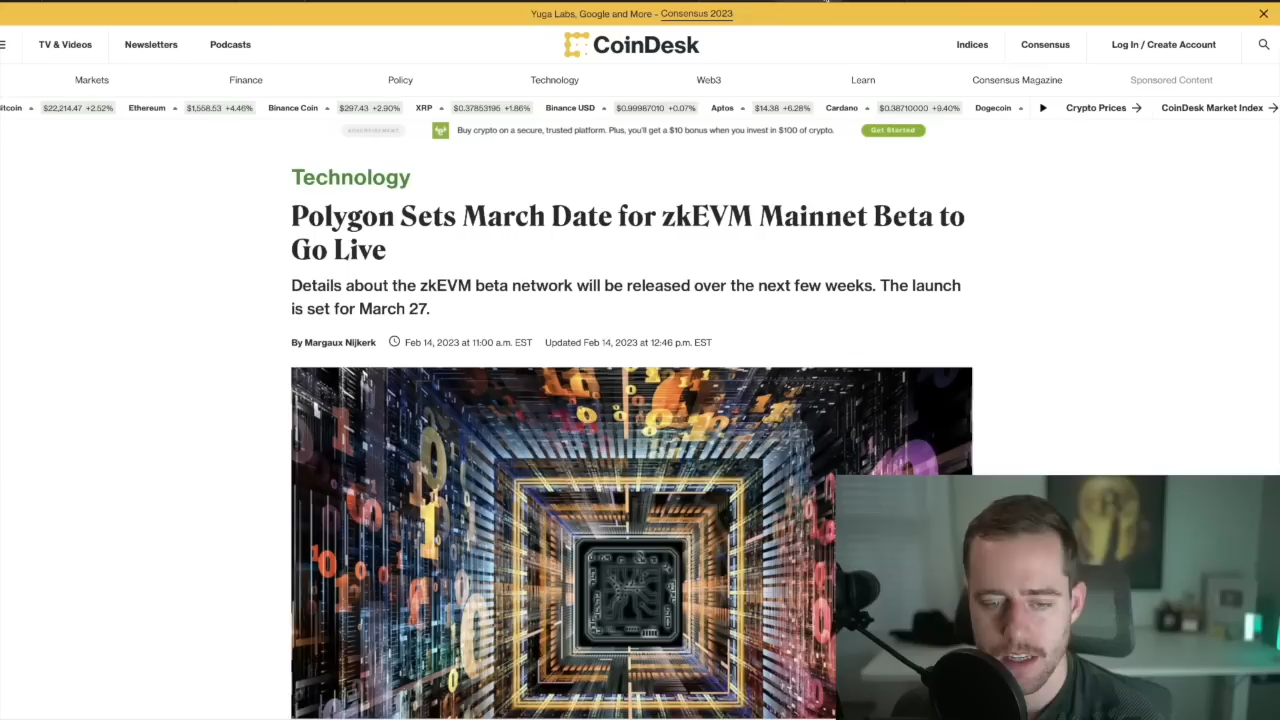 Yuga Labs, Google and More - Consensus 2023
TV & Videos Newsletters Podcasts CoinDesk Indices Consensus Log In / Create Account
Markets Finance Policy Technology Web3 Learn Consensus Magazine Sponsored Content
itcoin $22,214.47 +2.52% Ethereum $1,558.53 +4.46% Binance Coin $297.43 +2.90% XRP $0.37853195 +1.86% Binance USD $0.99987010 +0.07% Aptos $14.38 +6.28% Cardano $0.38710000 +9.40% Dogecoin Crypto Prices CoinDesk Market Index
ADVERTISEMENT Buy crypto on a secure, trusted platform. Plus, you'll get a $10 bonus when you invest in $100 of crypto. Get Started
Technology
Polygon Sets March Date for zkEVM Mainnet Beta to
Go Live
Details about the zkEVM beta network will be released over the next few weeks. The launch
is set for March 27.
By Margaux Nijkerk Feb 14, 2023 at 11:00 a.m. EST Updated Feb 14, 2023 at 12:46 p.m. EST